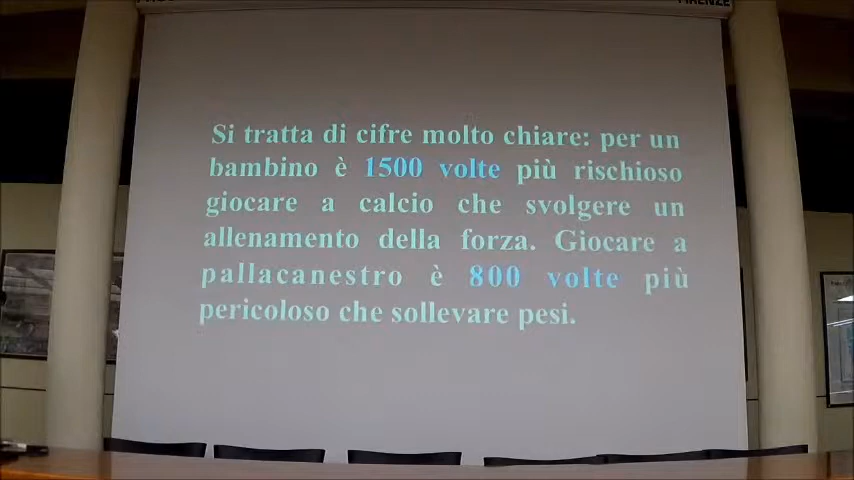 FIRENZE
Si tratta di cifre molto chiare: per un
bambino è 1500 volte più rischioso
giocare a calcio che svolgere un
allenamento della forza. Giocare a
pallacanestro è 800 volte più
pericoloso che sollevare pesi.